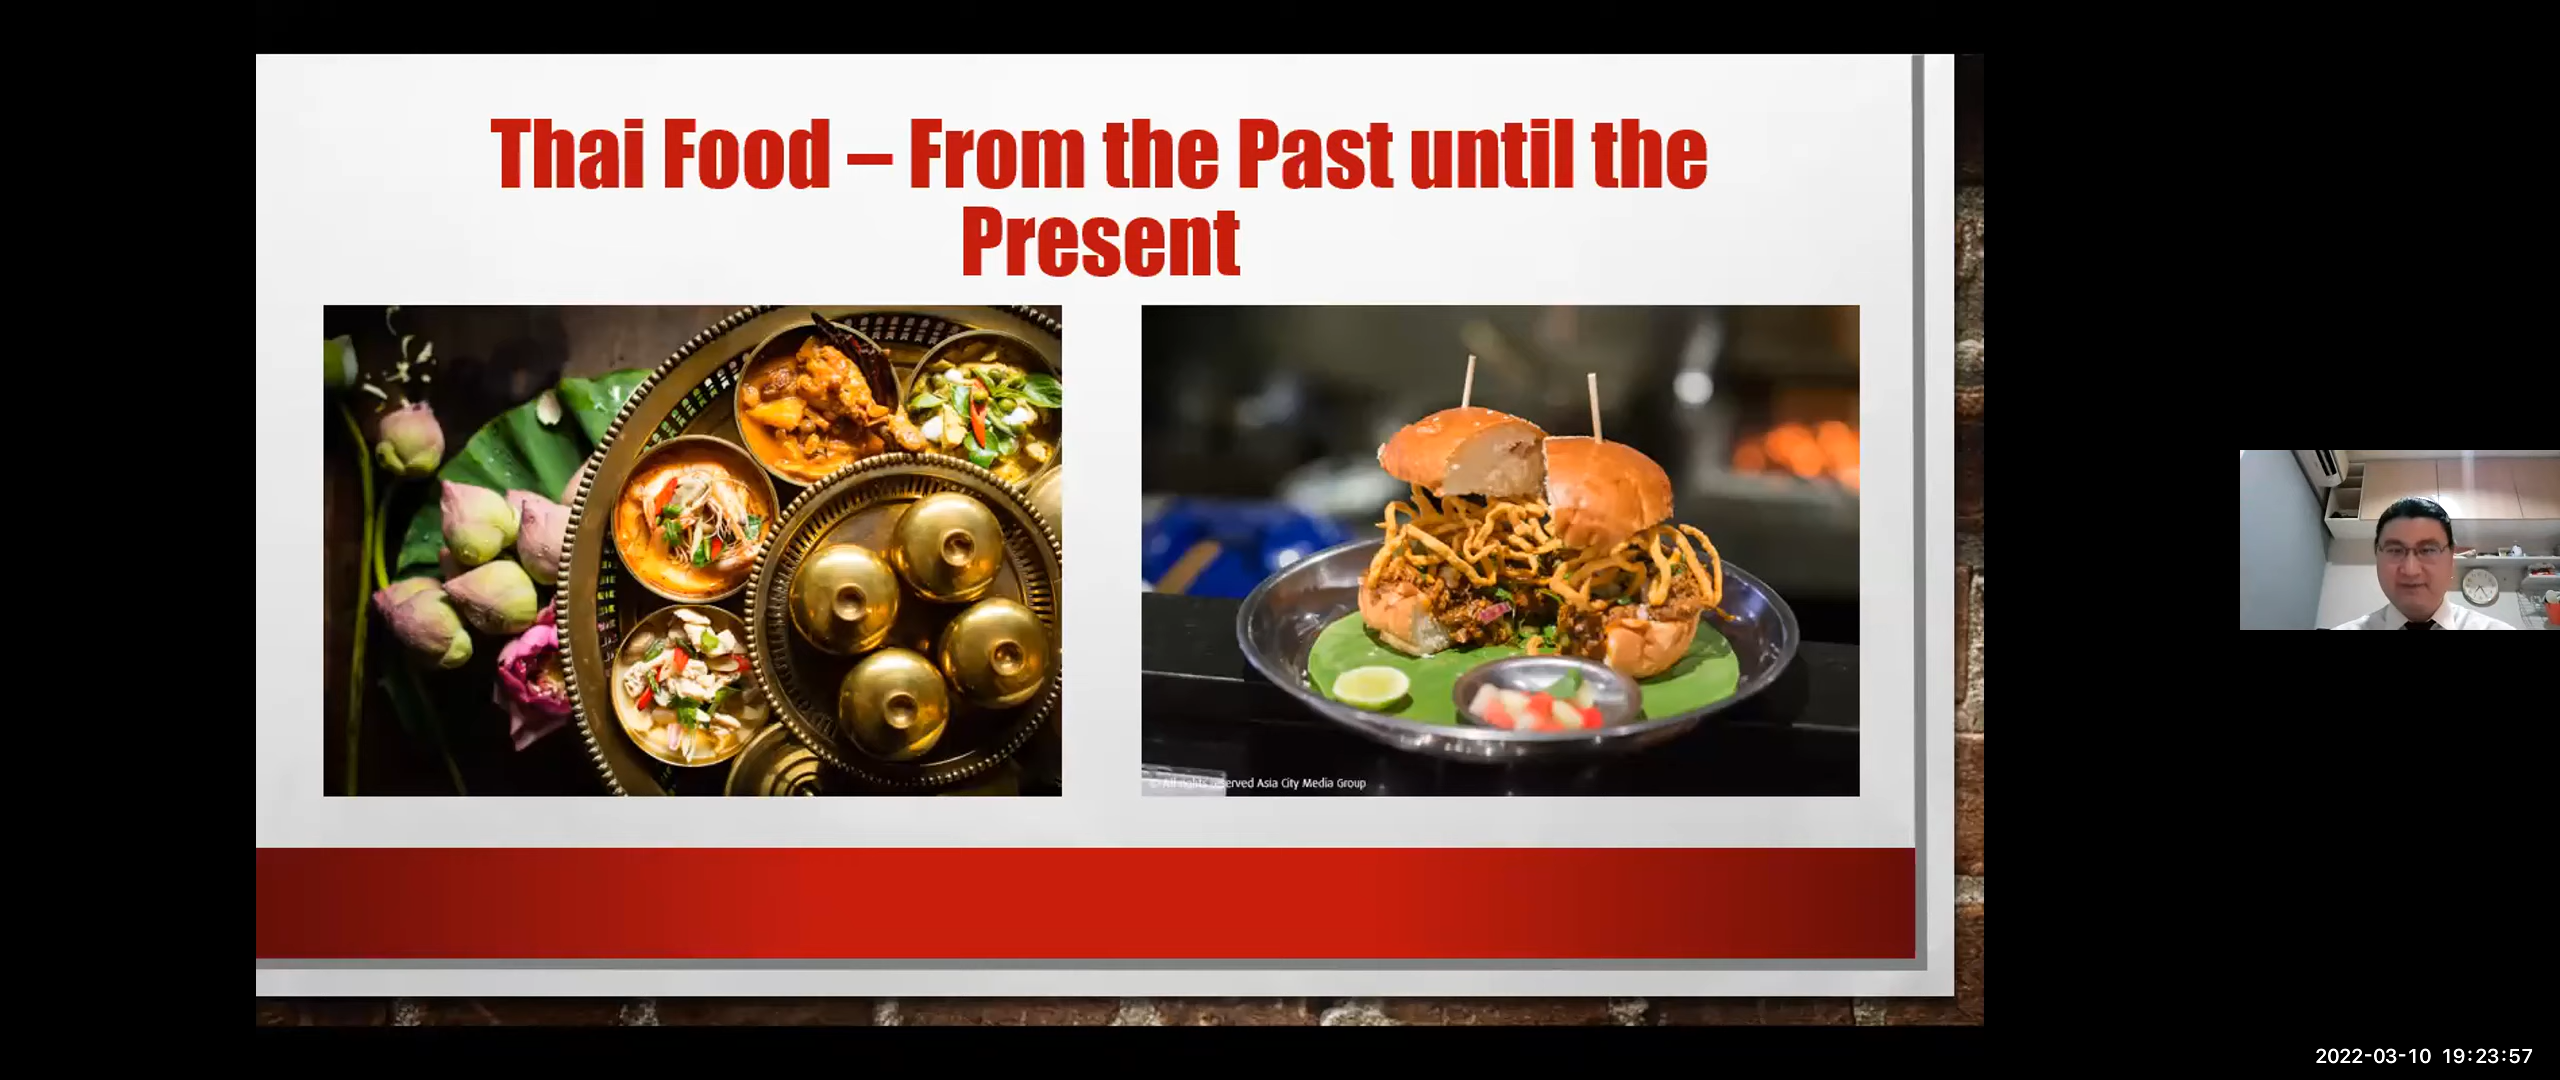 Thai Food – From the Past until the
Present
All rights reserved Asia City Media Group
2022-03-10 19:23:57